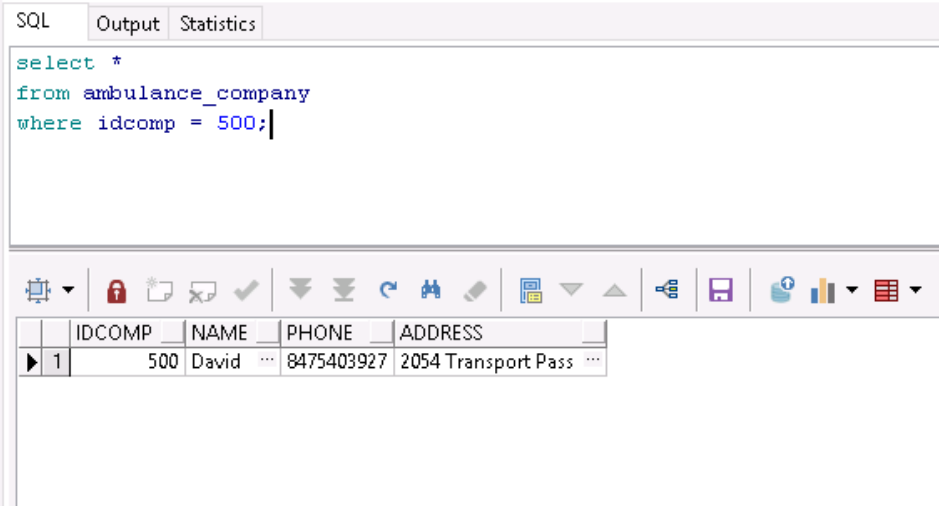 SQL Output Statistics
select *
from ambulance_company
where idcomp = 500;
IDCOMP NAME PHONE ADDRESS
1 500 David ... 8475403927 2054 Transport Pass ...